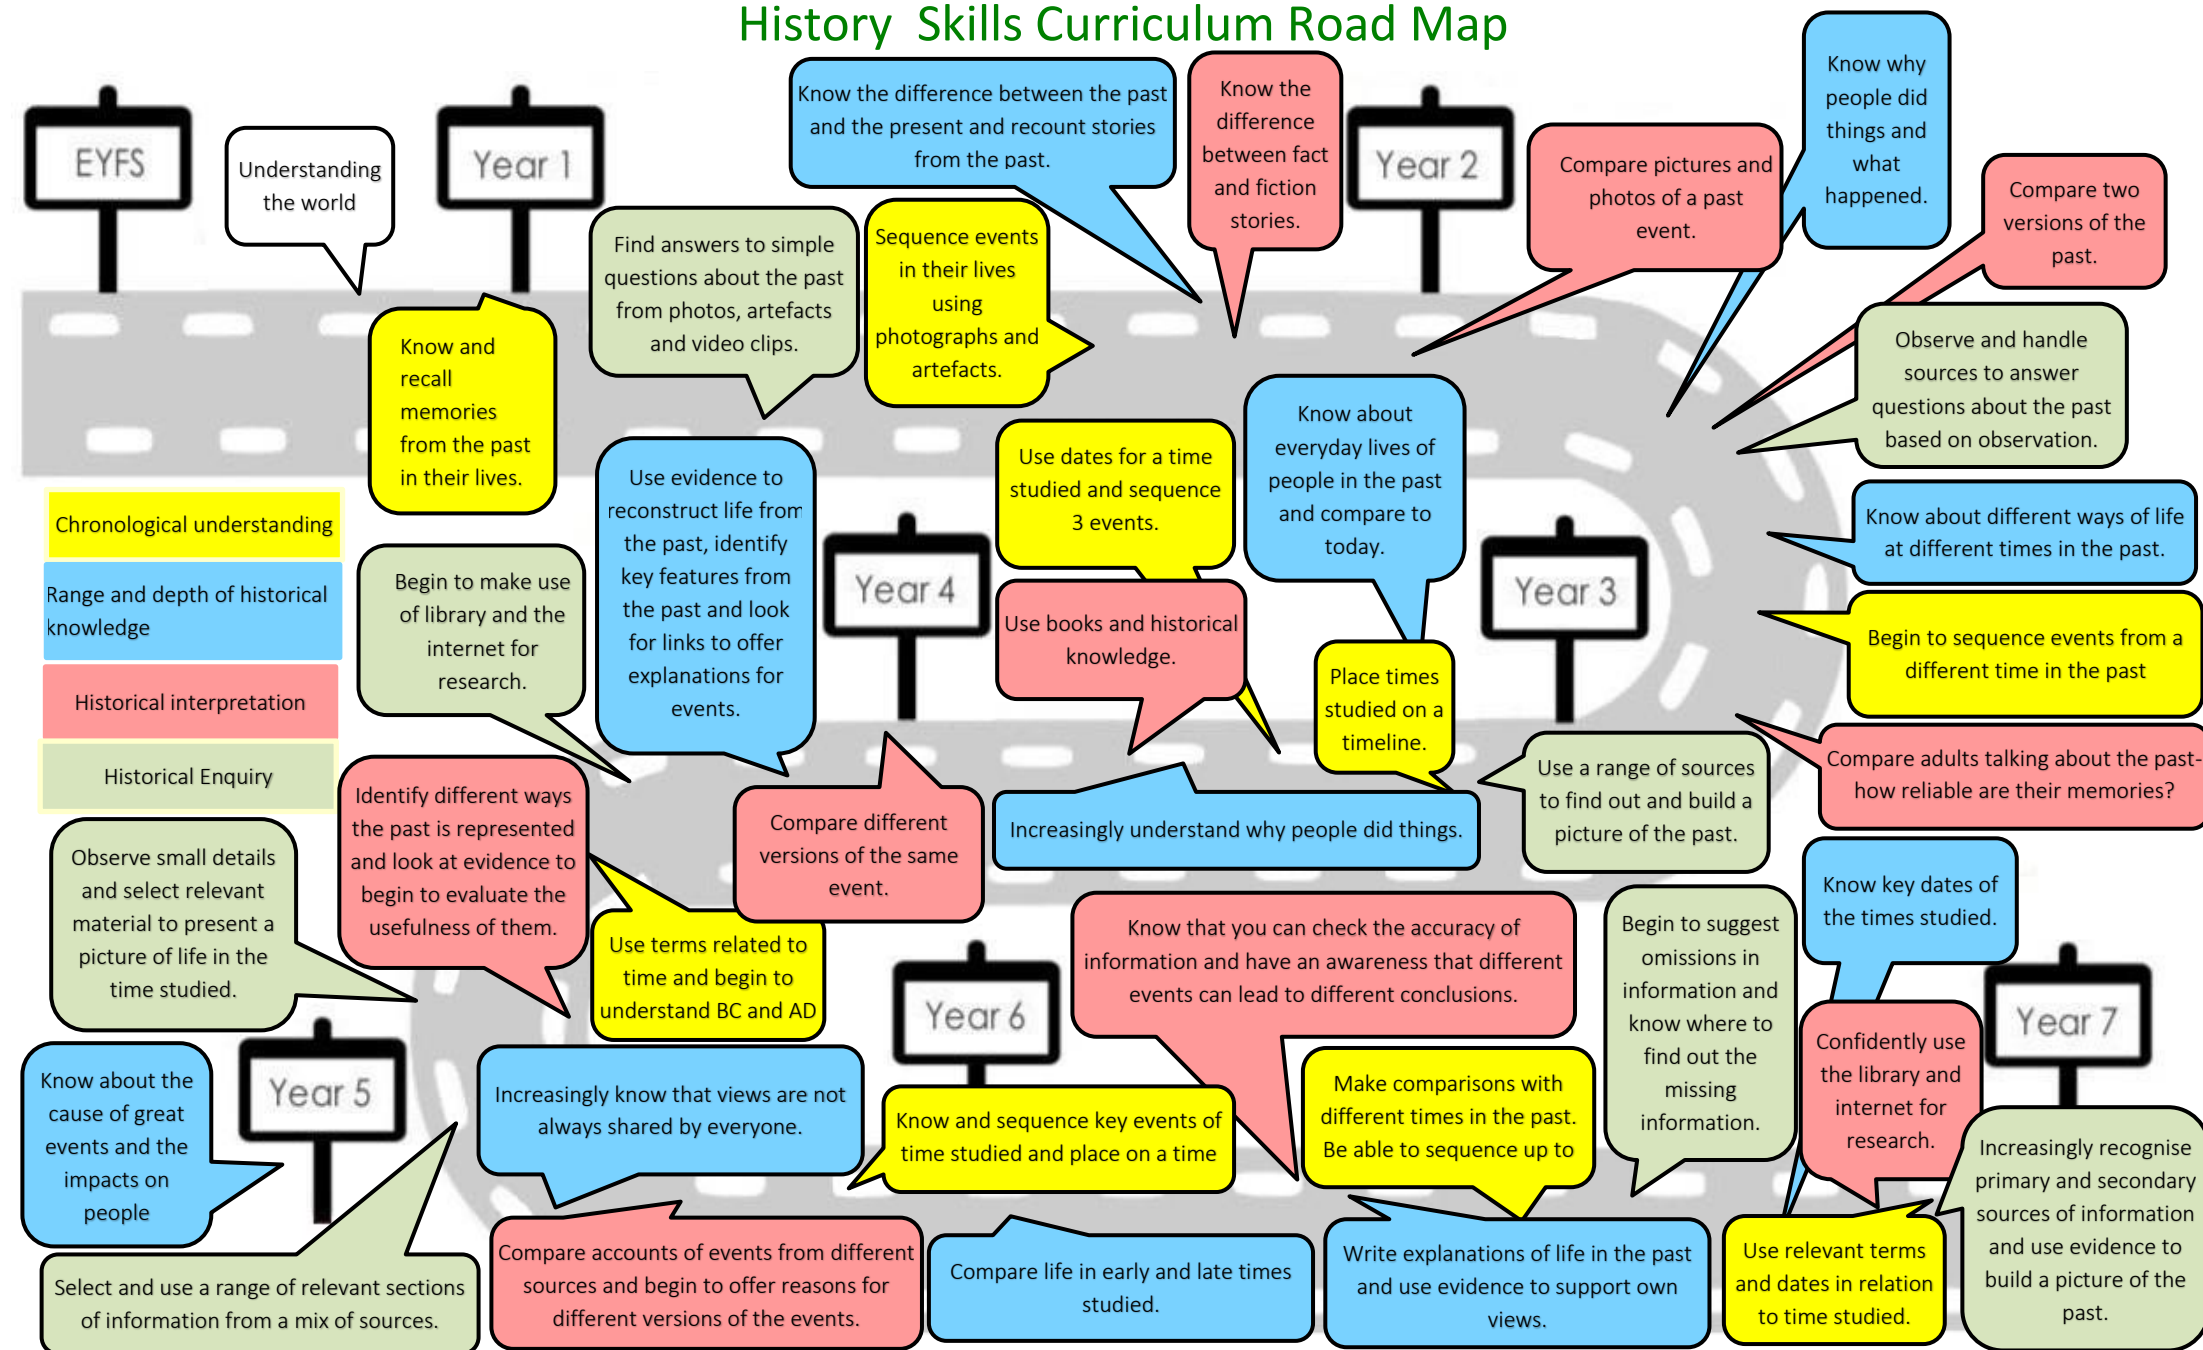 History  Skills Curriculum Road Map
EYFS
Understanding
the world
Year 1
Know and
recall
memories
from the past
in their lives.
Find answers to simple
questions about the past
from photos, artefacts
and video clips.
Sequence events
in their lives
using
photographs and
artefacts.
Know the difference between the past
and the present and recount stories
from the past.
Know the
difference
between fact
and fiction
stories.
Year 2
Compare pictures and
photos of a past
event.
Know why
people did
things and
what
happened.
Compare two
versions of the
past.
Observe and handle
sources to answer
questions about the past
based on observation.
Know about different ways of life
at different times in the past.
Begin to sequence events from a
different time in the past
Compare adults talking about the past-
how reliable are their memories?
Year 3
Use a range of sources
to find out and build a
picture of the past.
Place times
studied on a
timeline.
Know about
everyday lives of
people in the past
and compare to
today.
Use dates for a time
studied and sequence
3 events.
Use books and historical
knowledge.
Increasingly understand why people did things.
Year 4
Compare different
versions of the same
event.
Use evidence to
reconstruct life from
the past, identify
key features from
the past and look
for links to offer
explanations for
events.
Begin to make use
of library and the
internet for
research.
Chronological understanding
Range and depth of historical
knowledge
Historical interpretation
Historical Enquiry
Identify different ways
the past is represented
and look at evidence to
begin to evaluate the
usefulness of them.
Use terms related to
time and begin to
understand BC and AD
Observe small details
and select relevant
material to present a
picture of life in the
time studied.
Year 5
Know about the
cause of great
events and the
impacts on
people
Select and use a range of relevant sections
of information from a mix of sources.
Increasingly know that views are not
always shared by everyone.
Compare accounts of events from different
sources and begin to offer reasons for
different versions of the events.
Know and sequence key events of
time studied and place on a time
Year 6
Compare life in early and late times
studied.
Know that you can check the accuracy of
information and have an awareness that different
events can lead to different conclusions.
Make comparisons with
different times in the past.
Be able to sequence up to
Write explanations of life in the past
and use evidence to support own
views.
Begin to suggest
omissions in
information and
know where to
find out the
missing
information.
Know key dates of
the times studied.
Confidently use
the library and
internet for
research.
Use relevant terms
and dates in relation
to time studied.
Year 7
Increasingly recognise
primary and secondary
sources of information
and use evidence to
build a picture of the
past.